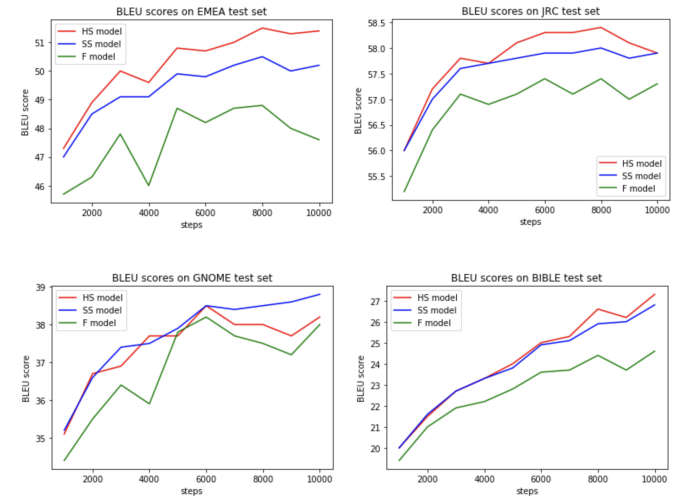 BLEU scores on EMEA test set
HS model
SS model
F model
BLEU score
51
50
49
48
47
46
2000 4000 6000 8000 10000
steps
BLEU scores on JRC test set
BLEU score
58.5
58.0
57.5
57.0
56.5
56.0
55.5
HS model
SS model
F model
2000 4000 6000 8000 10000
steps
BLEU scores on GNOME test set
HS model
SS model
F model
BLEU score
39
38
37
36
35
2000 4000 6000 8000 10000
steps
BLEU scores on BIBLE test set
HS model
SS model
F model
BLEU score
27
26
25
24
23
22
21
20
2000 4000 6000 8000 10000
steps